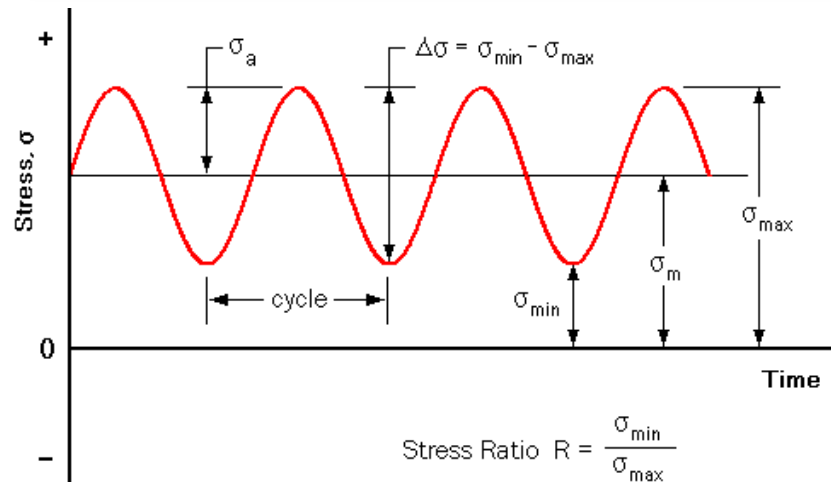 +
σa
Δσ = σmin - σmax
Stress, σ
σmax
σm
cycle
σmin
0
Time
Stress Ratio R = σmin
σmax
–